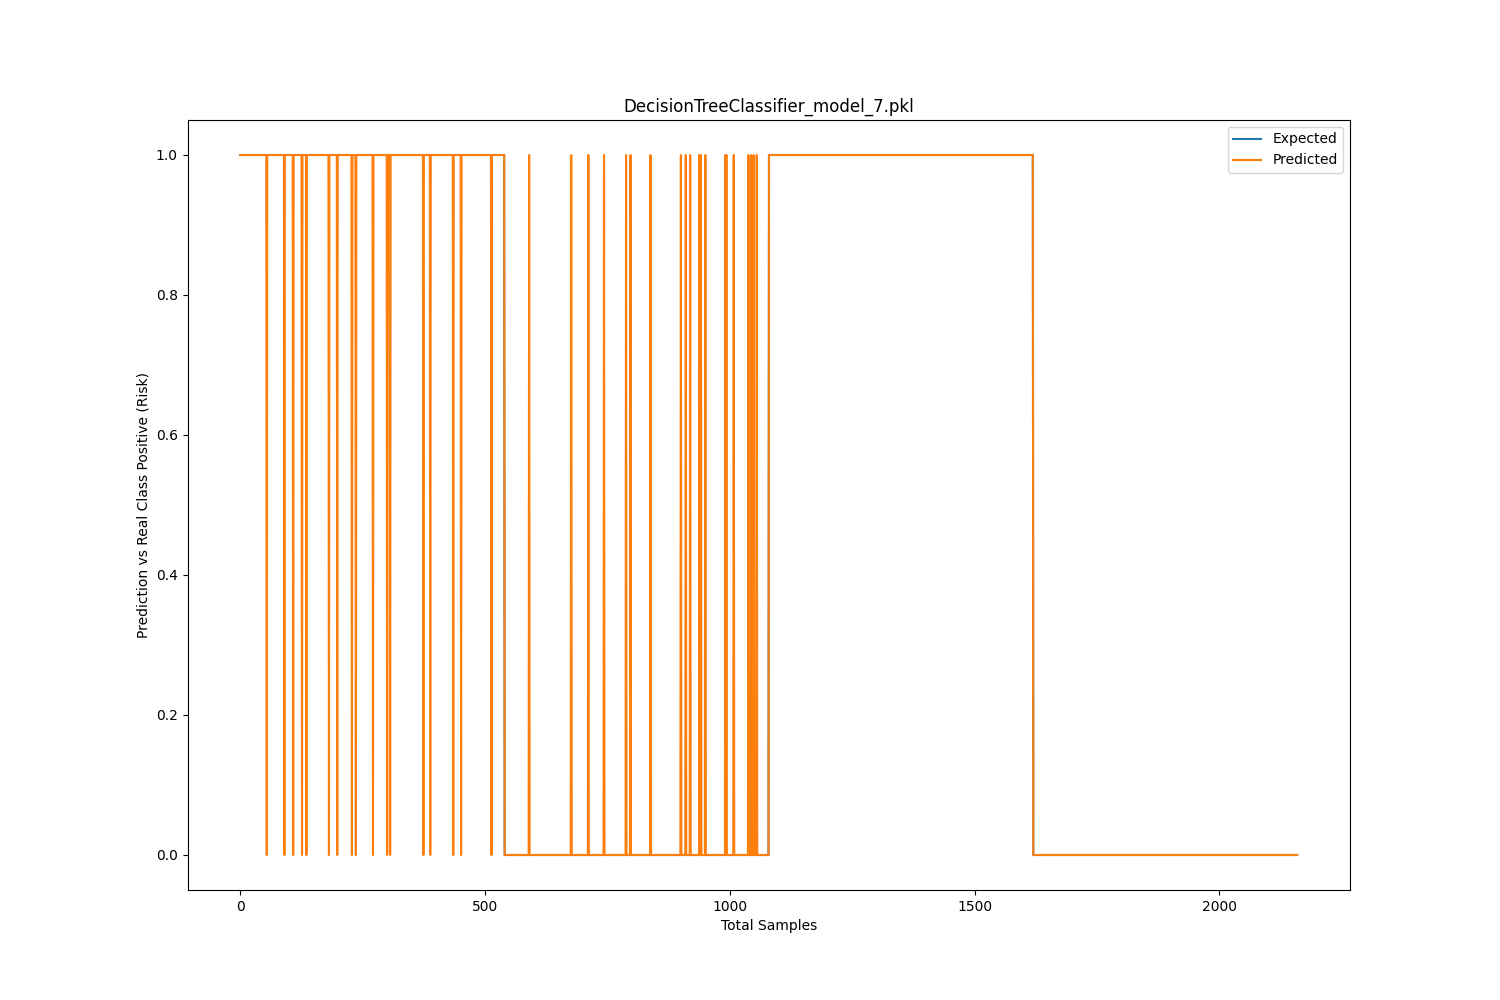 DecisionTreeClassifier_model_7.pkl
Expected
Predicted
1.0
0.8
0.6
0.4
0.2
0.0
Prediction vs Real Class Positive (Risk)
0
500
1000
1500
2000
Total Samples